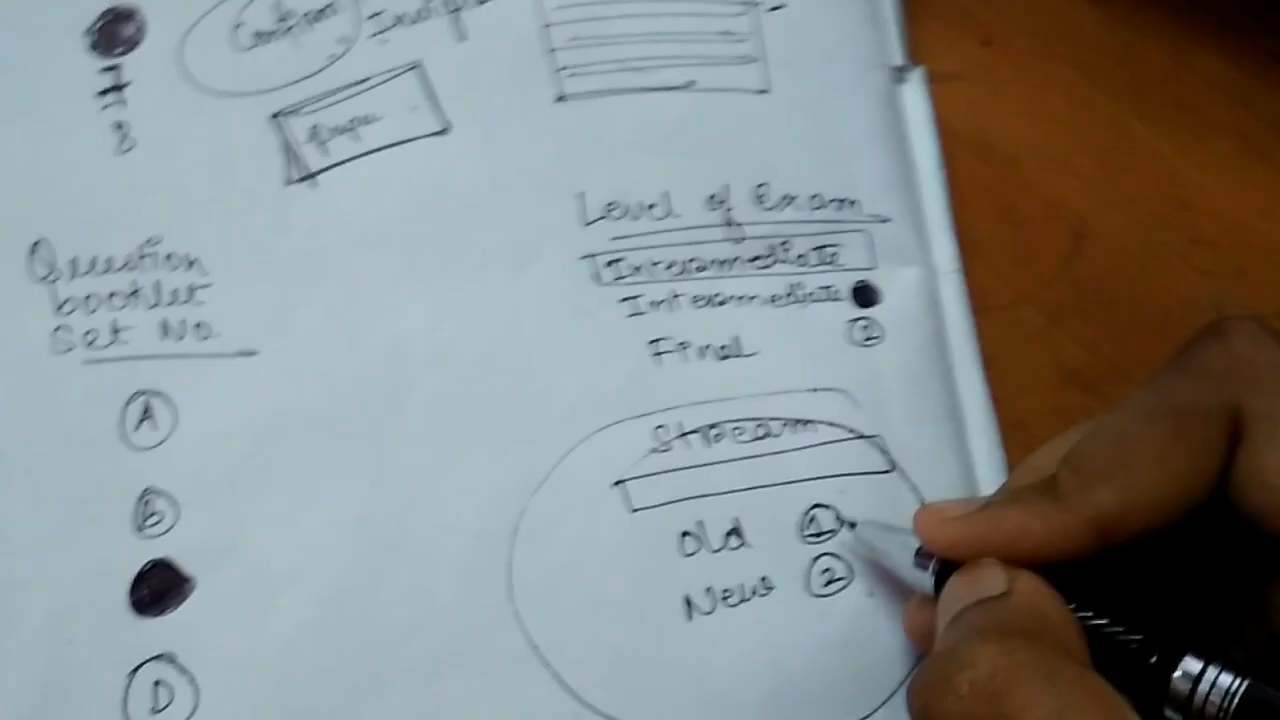 7
8
Level of Exam
Intermediate
Intermediate
Final 2
Question
booklet
Set No.
A
B
D
Stream
Old 1
New 2